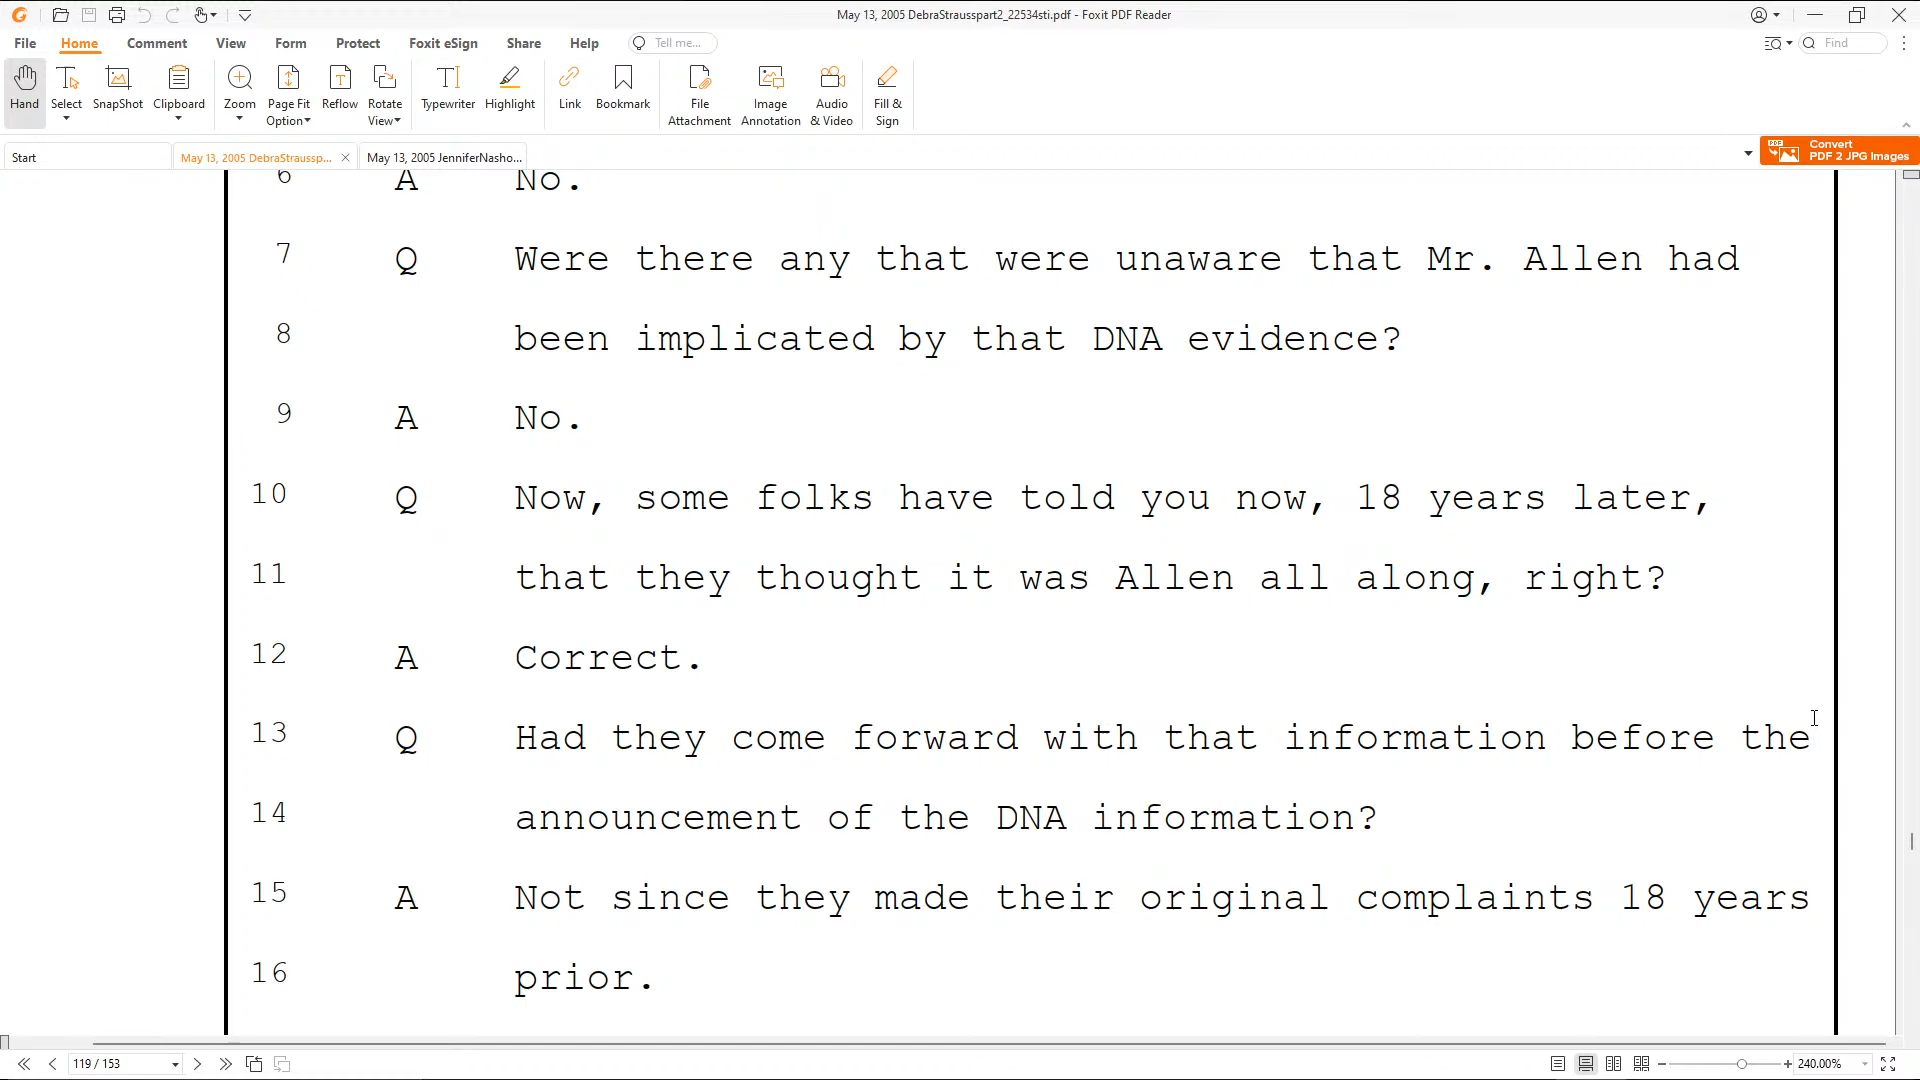 May 13, 2005 DebraStrausspart2_22534sti.pdf - Foxit PDF Reader
File Home Comment View Form Protect Foxit eSign Share Help Tell me... Find
Hand Select SnapShot Clipboard Zoom Page Fit Option Reflow Rotate View Typewriter Highlight Link Bookmark File Attachment Image Annotation Audio & Video Fill & Sign
Start May 13, 2005 DebraStraussp... May 13, 2005 JenniferNasho...
Convert
PDF 2 JPG Images
6 A No.
7 Q Were there any that were unaware that Mr. Allen had
8 been implicated by that DNA evidence?
9 A No.
10 Q Now, some folks have told you now, 18 years later,
11 that they thought it was Allen all along, right?
12 A Correct.
13 Q Had they come forward with that information before the
14 announcement of the DNA information?
15 A Not since they made their original complaints 18 years
16 prior.
119 / 153 240.00%